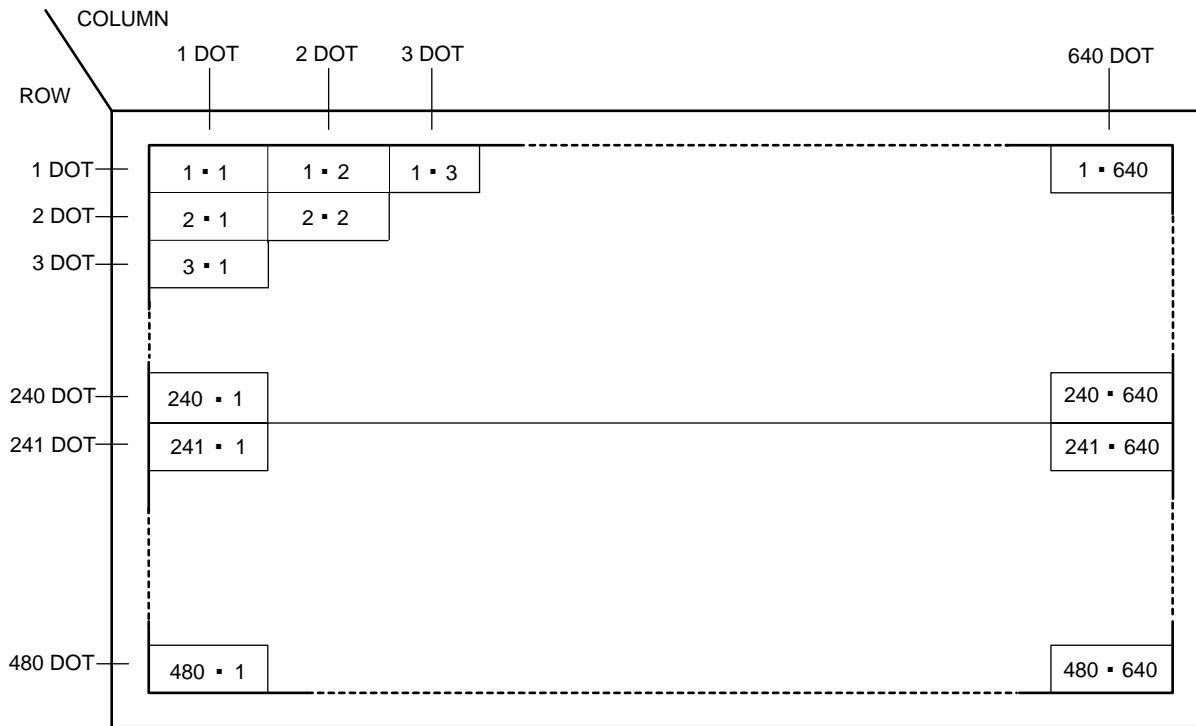 COLUMN
1 DOT 2 DOT 3 DOT 640 DOT
ROW
1 DOT 1 ▪ 1 1 ▪ 2 1 ▪ 3 1 ▪ 640
2 DOT 2 ▪ 1 2 ▪ 2
3 DOT 3 ▪ 1
240 DOT 240 ▪ 1 240 ▪ 640
241 DOT 241 ▪ 1 241 ▪ 640
480 DOT 480 ▪ 1 480 ▪ 640